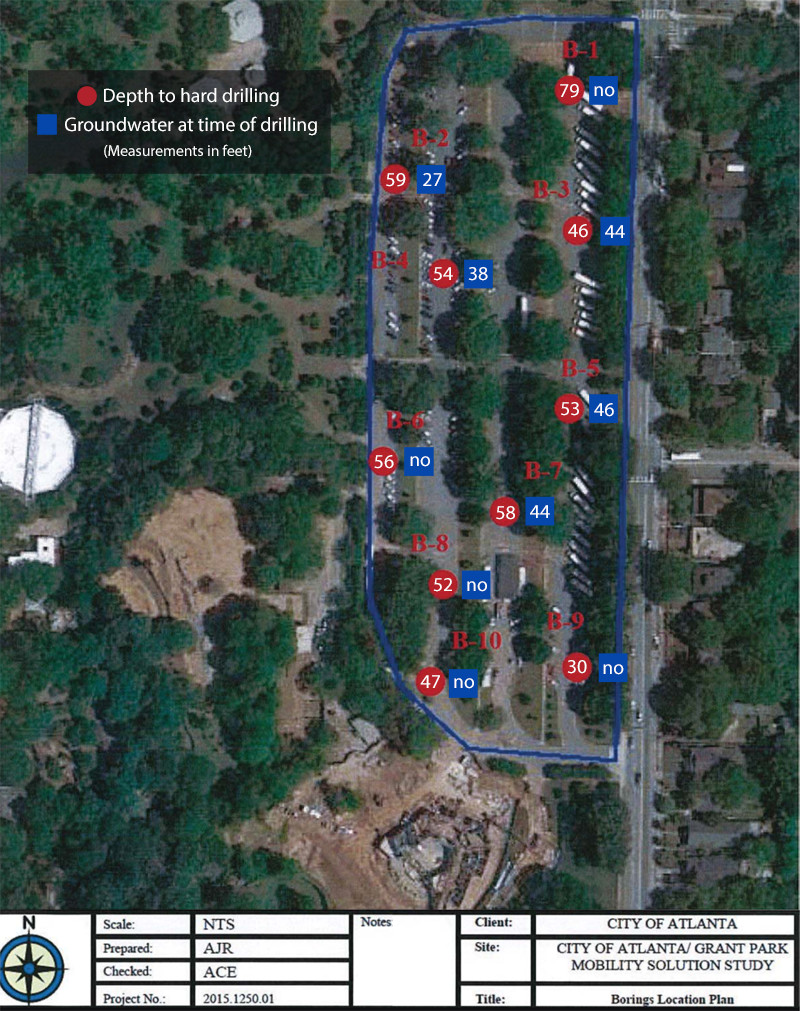 B-1
79 no
Depth to hard drilling
Groundwater at time of drilling
(Measurements in feet)
B-2
59 27
B-3
46 44
B-4
54 38
B-5
53 46
B-6
56 no
B-7
58 44
B-8
52 no
B-9
30 no
B-10
47 no
N
Scale: NTS
Prepared: AJR
Checked: ACE
Project No.: 2015.1250.01
Notes
Client: CITY OF ATLANTA
Site: CITY OF ATLANTA/ GRANT PARK
MOBILITY SOLUTION STUDY
Title: Borings Location Plan